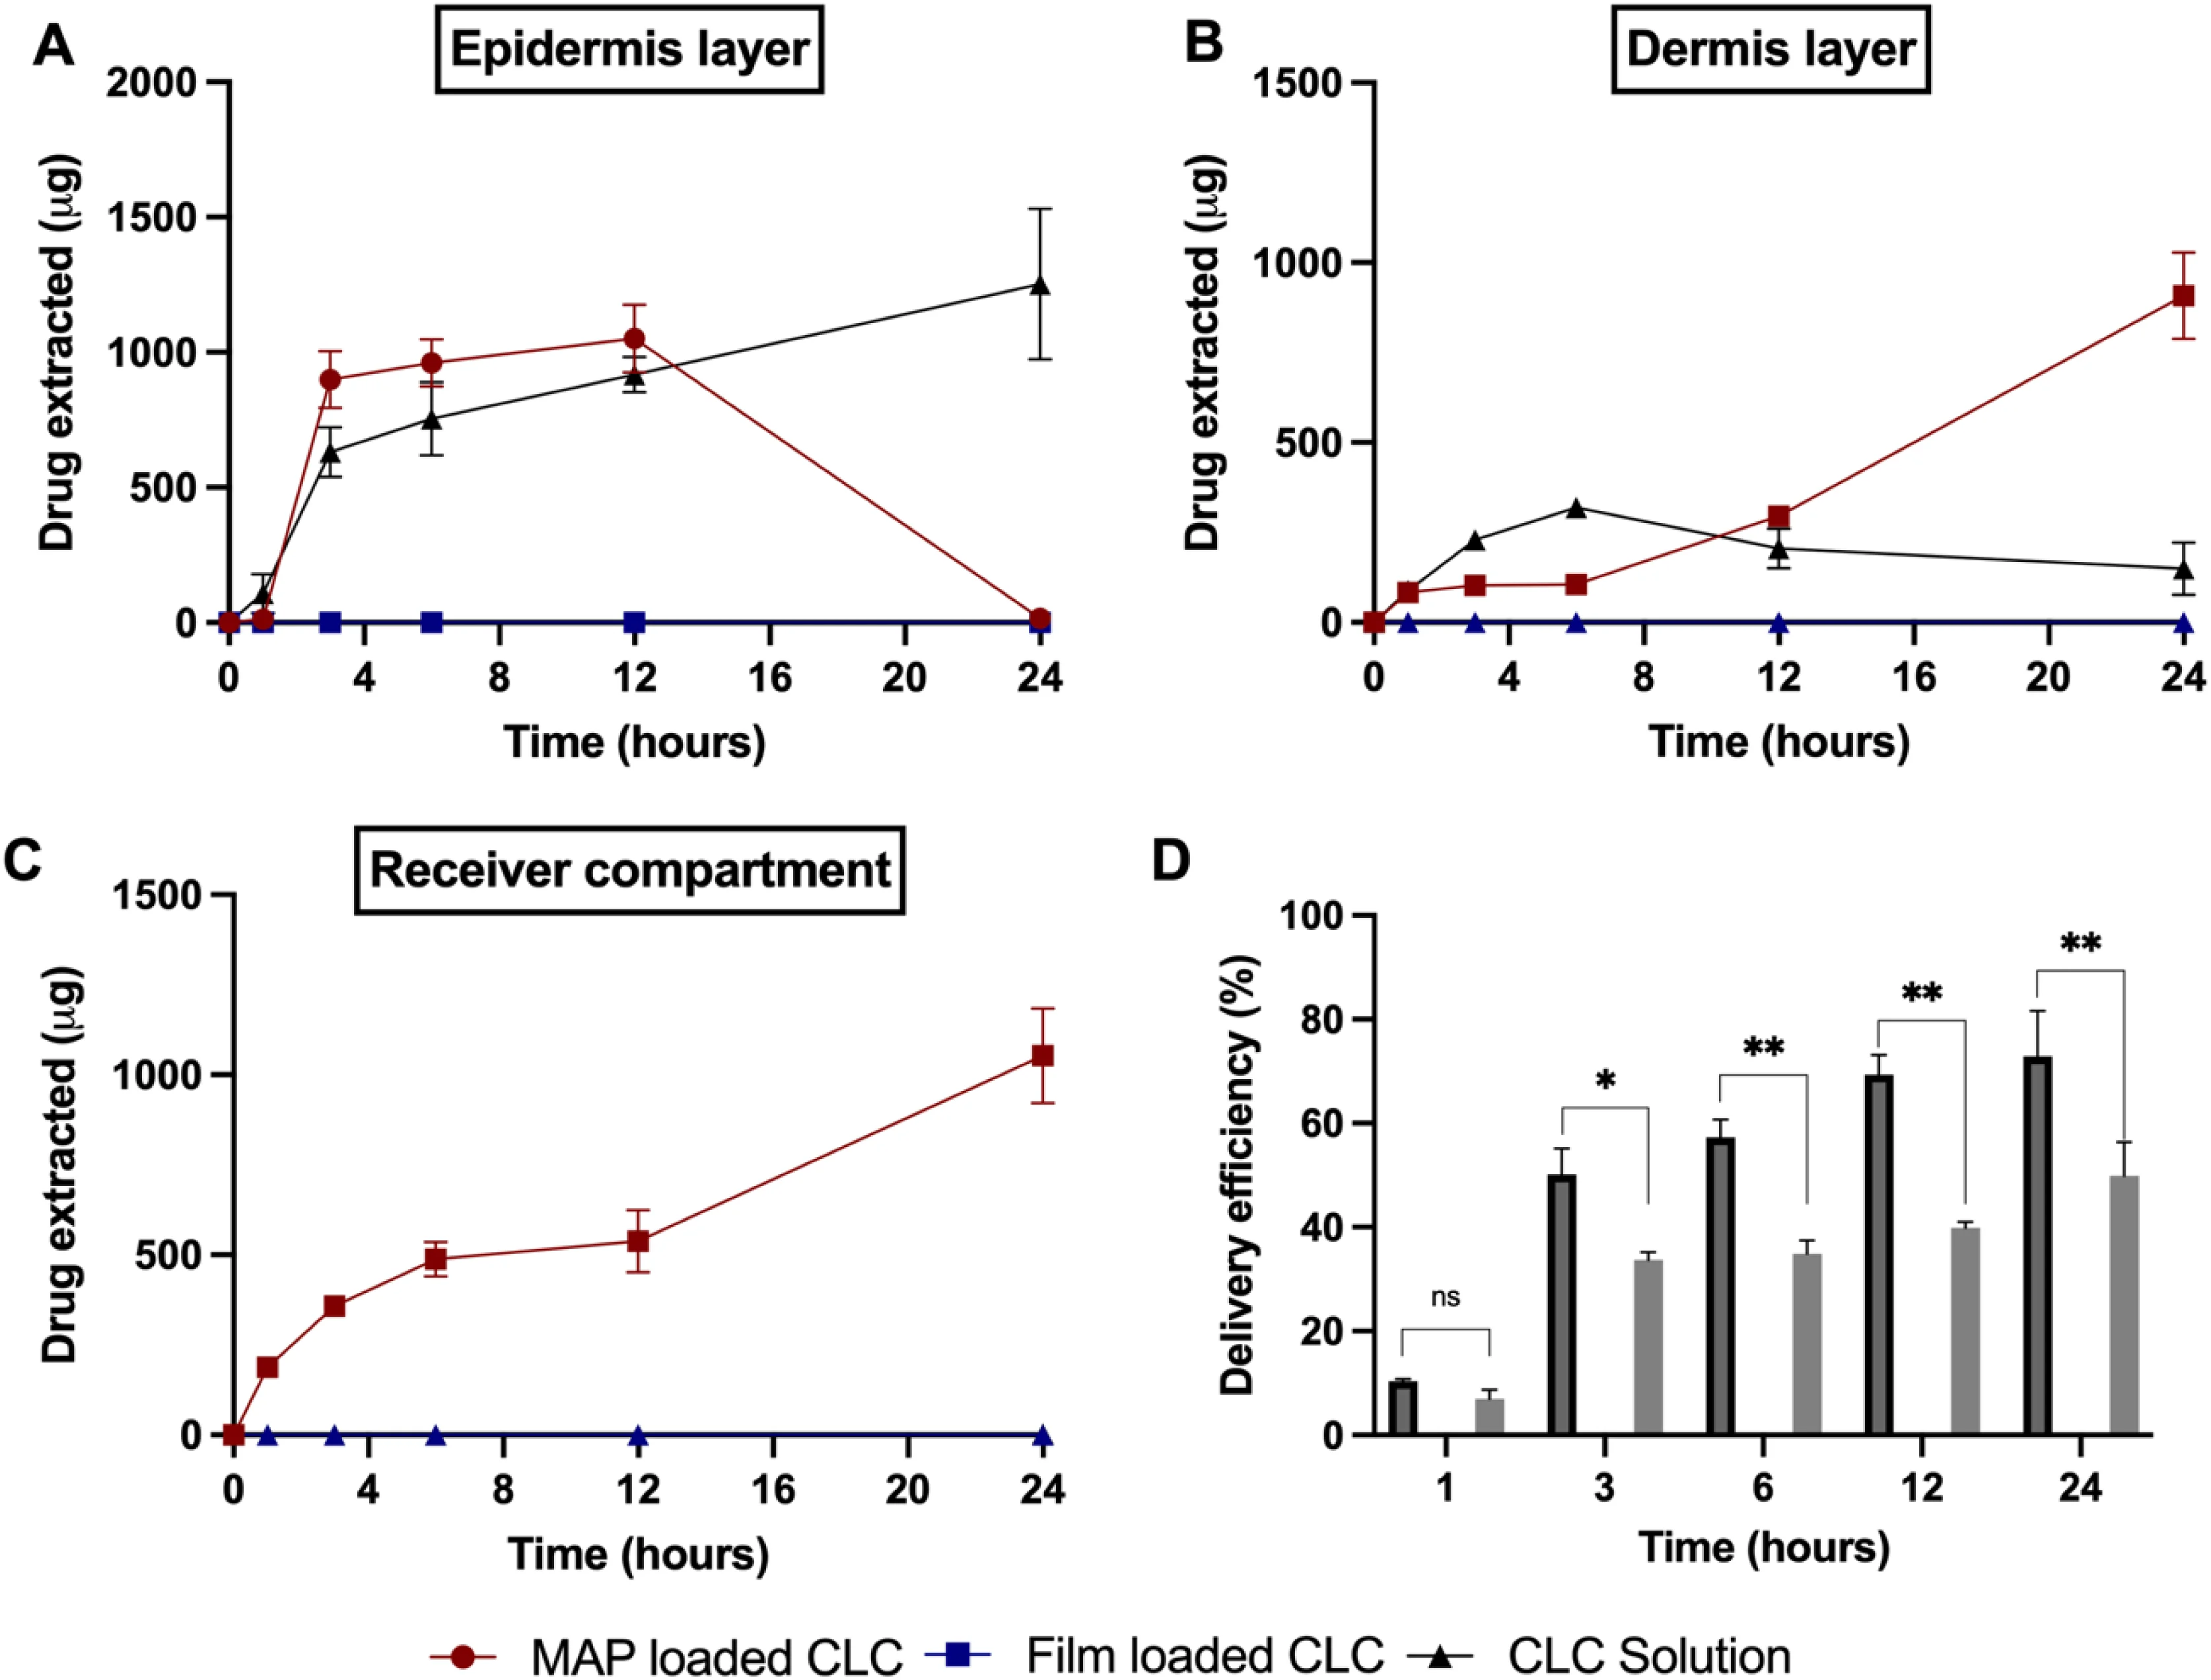 A
Epidermis layer
2000
1500
1000
500
0
Drug extracted (μg)
0 4 8 12 16 20 24
Time (hours)
B
Dermis layer
1500
1000
500
0
Drug extracted (μg)
0 4 8 12 16 20 24
Time (hours)
C
Receiver compartment
1500
1000
500
0
Drug extracted (μg)
0 4 8 12 16 20 24
Time (hours)
D
100
80
60
40
20
0
Delivery efficiency (%)
ns
*
**
**
**
1 3 6 12 24
Time (hours)
MAP loaded CLC Film loaded CLC CLC Solution